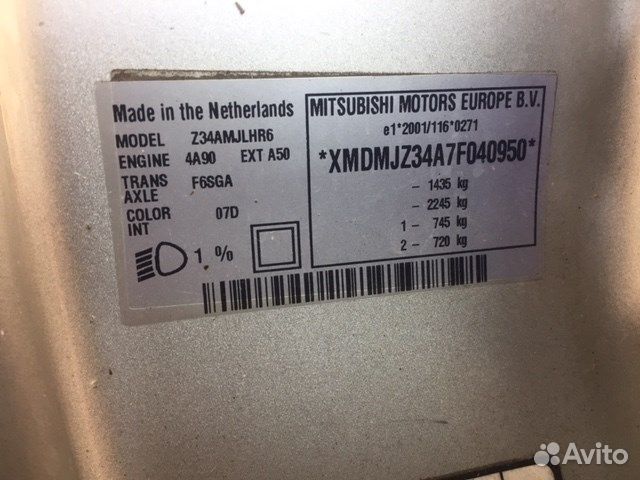 Made in the Netherlands
MODEL Z34AMJLHR6
ENGINE 4A90 EXT A50
TRANS AXLE F6SGA
COLOR INT 07D
1 %
MITSUBISHI MOTORS EUROPE B.V.
e1*2001/116*0271
*XMDMJZ34A7F040950*
– 1435 kg
– 2245 kg
1 – 745 kg
2 – 720 kg
Avito